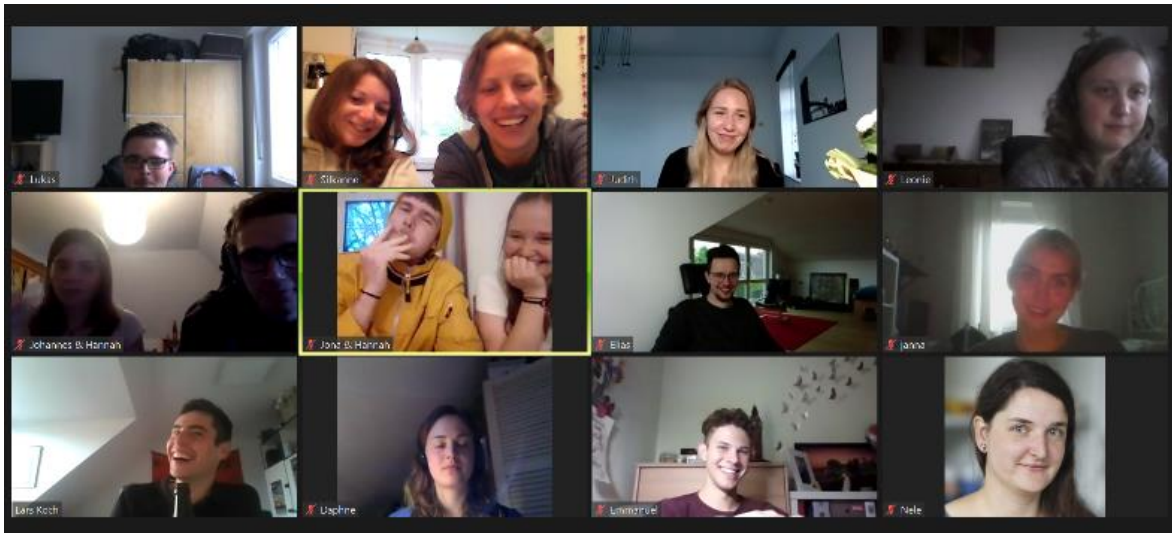 Lukas
Silkanne
Judith
Leonie
Johannes & Hannah
Jona & Hannah
Elias
janna
Lars Koch
Daphne
Emmanuel
Nele